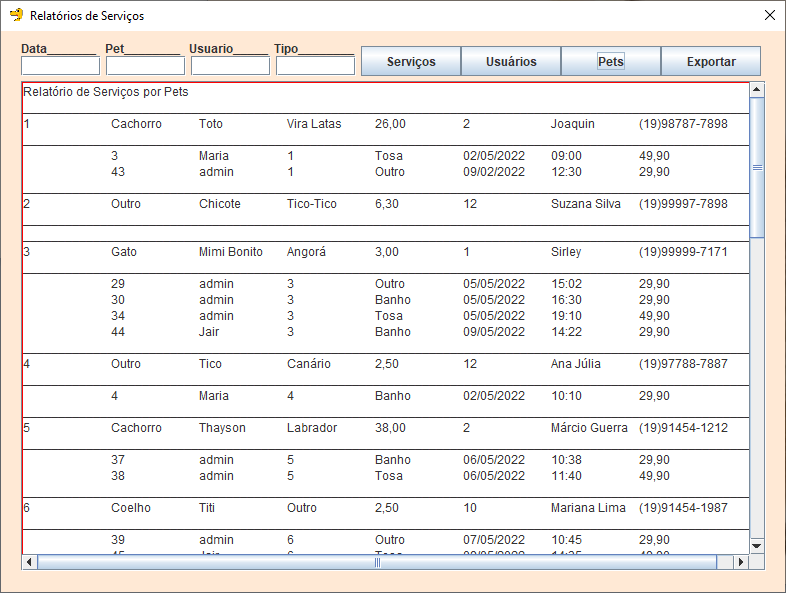 Relatórios de Serviços
Data_______ Pet________ Usuario_____ Tipo________ Serviços Usuários Pets Exportar
Relatório de Serviços por Pets
1 Cachorro Toto Vira Latas 26,00 2 Joaquin (19)98787-7898
3 Maria 1 Tosa 02/05/2022 09:00 49,90
43 admin 1 Outro 09/02/2022 12:30 29,90
2 Outro Chicote Tico-Tico 6,30 12 Suzana Silva (19)99997-7898
3 Gato Mimi Bonito Angorá 3,00 1 Sirley (19)99999-7171
29 admin 3 Outro 05/05/2022 15:02 29,90
30 admin 3 Banho 05/05/2022 16:30 29,90
34 admin 3 Tosa 05/05/2022 19:10 49,90
44 Jair 3 Banho 09/05/2022 14:22 29,90
4 Outro Tico Canário 2,50 12 Ana Júlia (19)97788-7887
4 Maria 4 Banho 02/05/2022 10:10 29,90
5 Cachorro Thayson Labrador 38,00 2 Márcio Guerra (19)91454-1212
37 admin 5 Banho 06/05/2022 10:38 29,90
38 admin 5 Tosa 06/05/2022 11:40 49,90
6 Coelho Titi Outro 2,50 10 Mariana Lima (19)91454-1987
39 admin 6 Outro 07/05/2022 10:45 29,90